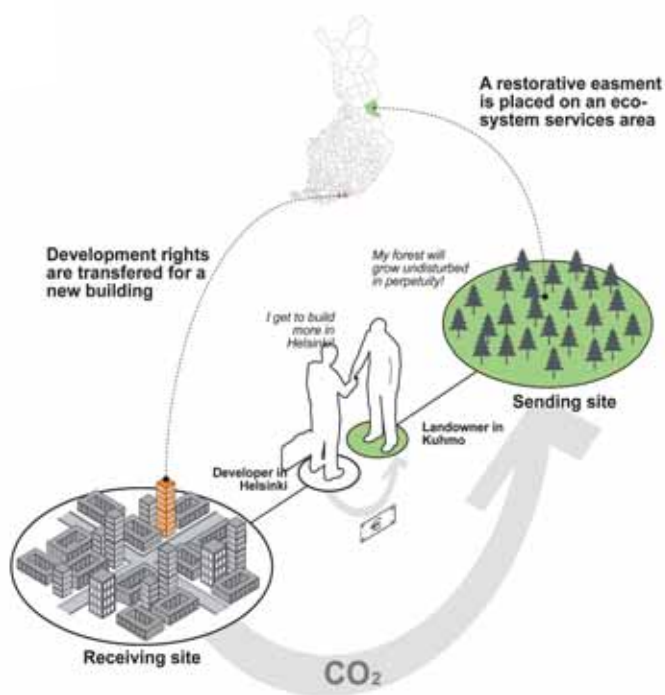 A restorative easment
is placed on an eco-
system services area
Development rights
are transfered for a
new building
My forest will
grow undisturbed
in perpetuity!
I get to build
more in
Helsinki!
Sending site
Landowner in
Kuhmo
Developer in
Helsinki
€
Receiving site
CO₂